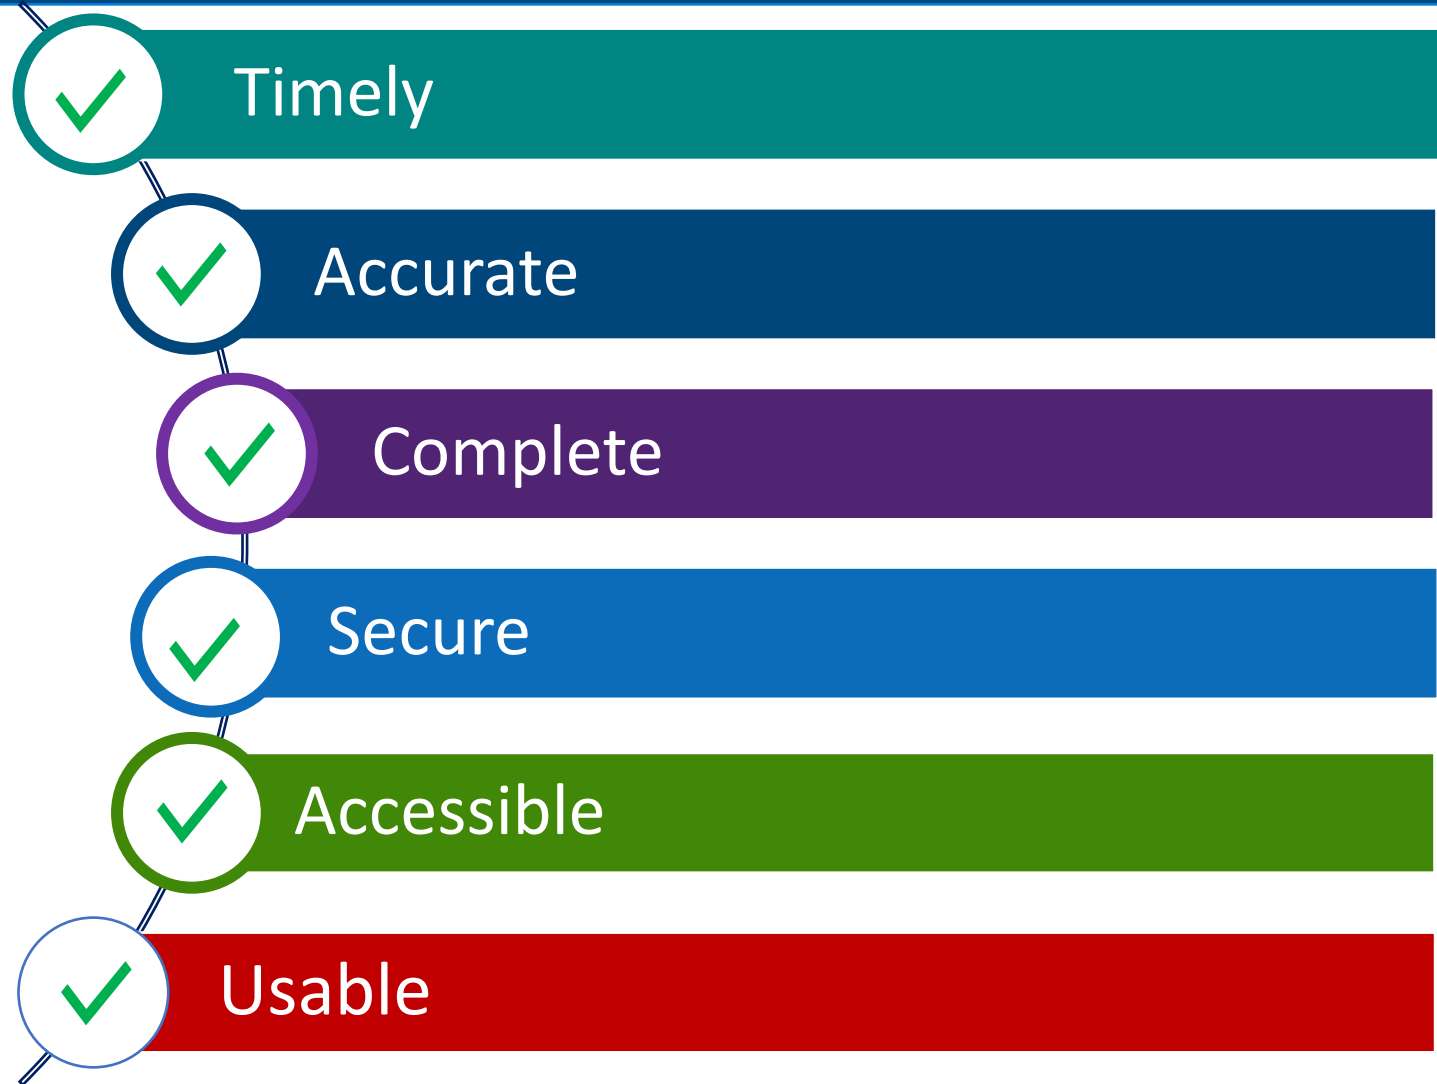 Timely
Accurate
Complete
Secure
Accessible
Usable